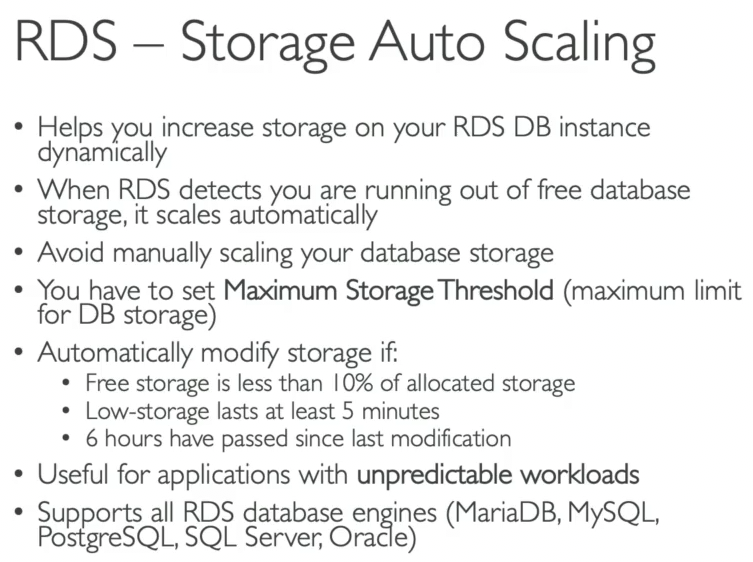 RDS – Storage Auto Scaling
• Helps you increase storage on your RDS DB instance
dynamically
• When RDS detects you are running out of free database
storage, it scales automatically
• Avoid manually scaling your database storage
• You have to set Maximum Storage Threshold (maximum limit
for DB storage)
• Automatically modify storage if:
• Free storage is less than 10% of allocated storage
• Low-storage lasts at least 5 minutes
• 6 hours have passed since last modification
• Useful for applications with unpredictable workloads
• Supports all RDS database engines (MariaDB, MySQL,
PostgreSQL, SQL Server, Oracle)